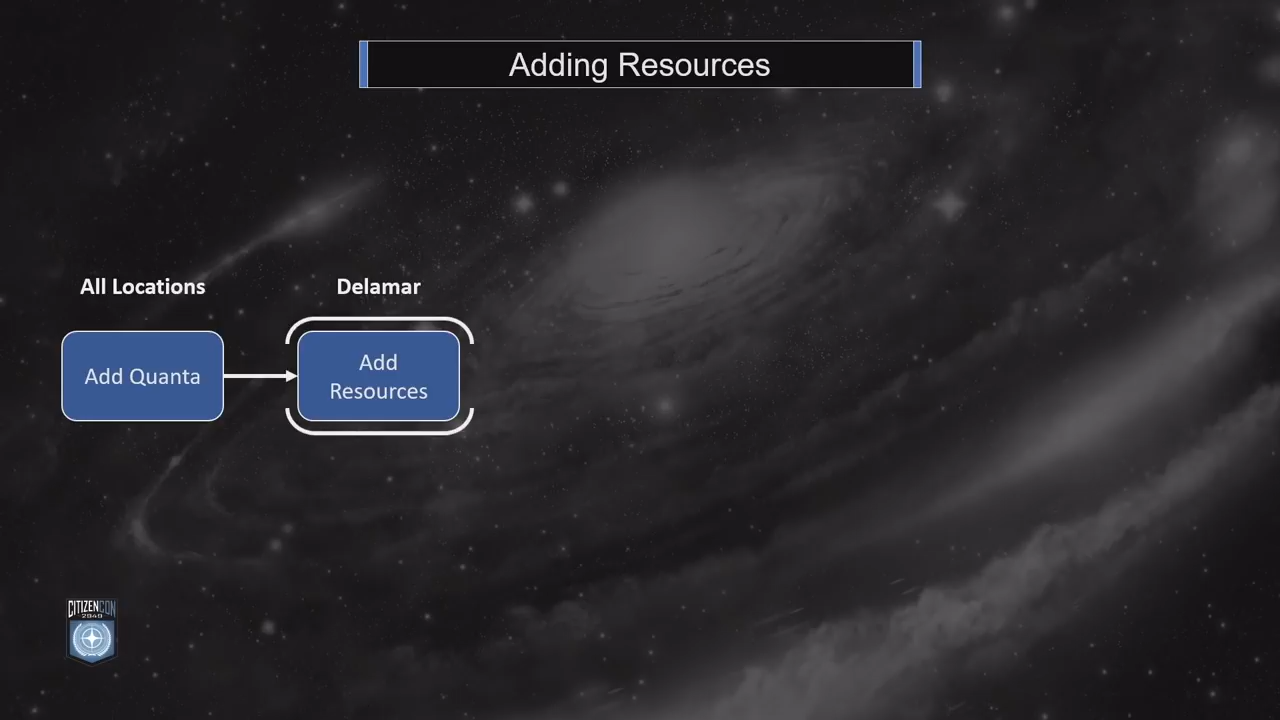 Adding Resources
All Locations
Delamar
Add Quanta
Add
Resources
CITIZENCON
2949